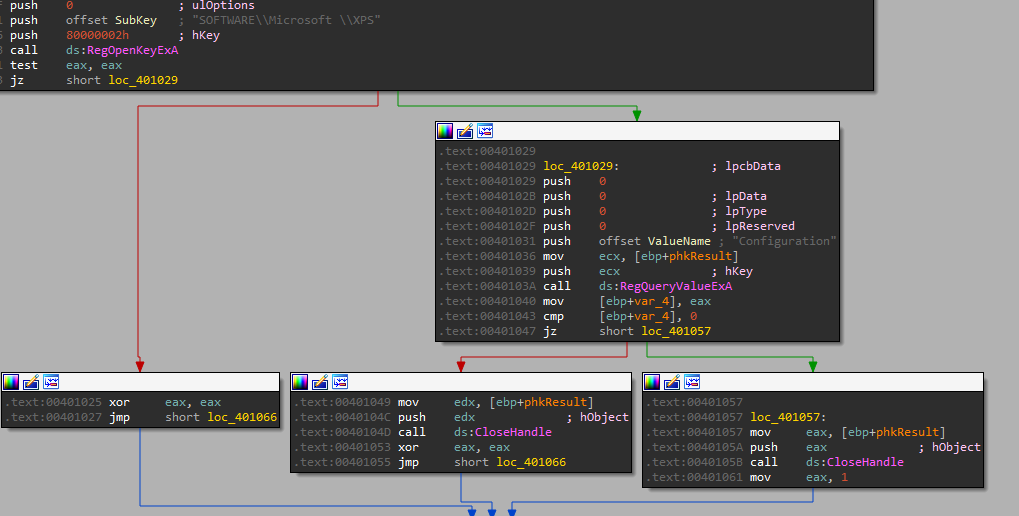 push 0 ; ulOptions
push offset SubKey ; "SOFTWARE\\Microsoft \\XPS"
push 80000002h ; hKey
call ds:RegOpenKeyExA
test eax, eax
jz short loc_401029
.text:00401029
.text:00401029 loc_401029: ; lpcbData
.text:00401029 push 0
.text:0040102B push 0 ; lpData
.text:0040102D push 0 ; lpType
.text:0040102F push 0 ; lpReserved
.text:00401031 push offset ValueName ; "Configuration"
.text:00401036 mov ecx, [ebp+phkResult]
.text:00401039 push ecx ; hKey
.text:0040103A call ds:RegQueryValueExA
.text:00401040 mov [ebp+var_4], eax
.text:00401043 cmp [ebp+var_4], 0
.text:00401047 jz short loc_401057
.text:00401025 xor eax, eax
.text:00401027 jmp short loc_401066
.text:00401049 mov edx, [ebp+phkResult]
.text:0040104C push edx ; hObject
.text:0040104D call ds:CloseHandle
.text:00401053 xor eax, eax
.text:00401055 jmp short loc_401066
.text:00401057
.text:00401057 loc_401057:
.text:00401057 mov eax, [ebp+phkResult]
.text:0040105A push eax ; hObject
.text:0040105B call ds:CloseHandle
.text:00401061 mov eax, 1